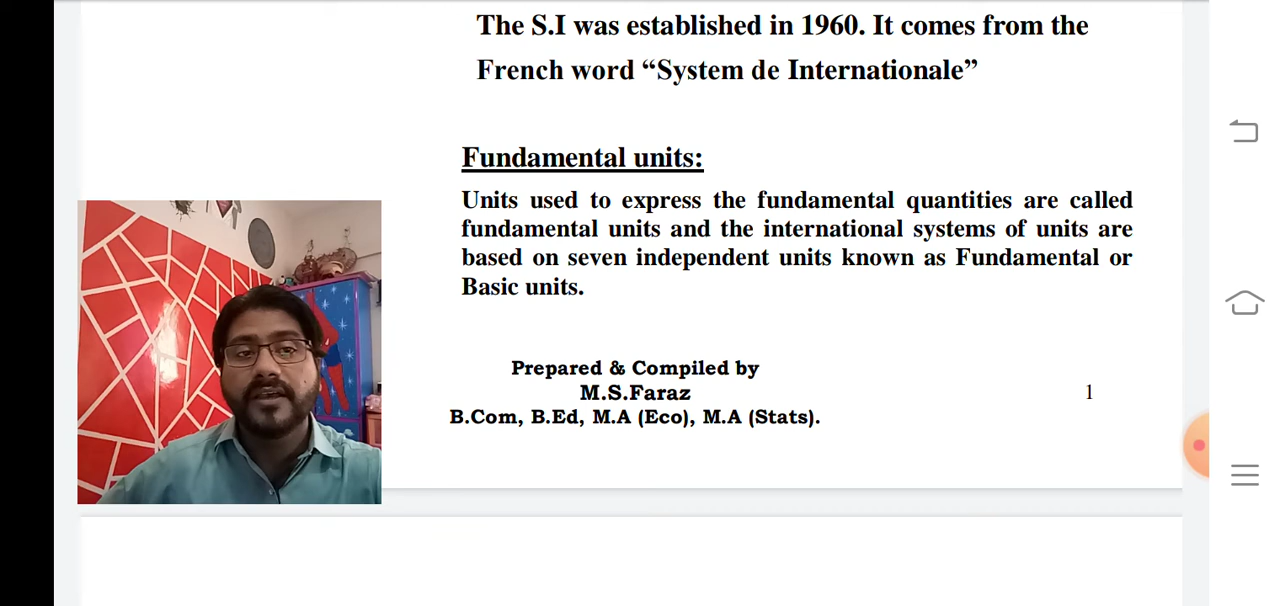 The S.I was established in 1960. It comes from the
French word “System de Internationale”
Fundamental units:
Units used to express the fundamental quantities are called
fundamental units and the international systems of units are
based on seven independent units known as Fundamental or
Basic units.
Prepared & Compiled by
M.S.Faraz
1
B.Com, B.Ed, M.A (Eco), M.A (Stats).